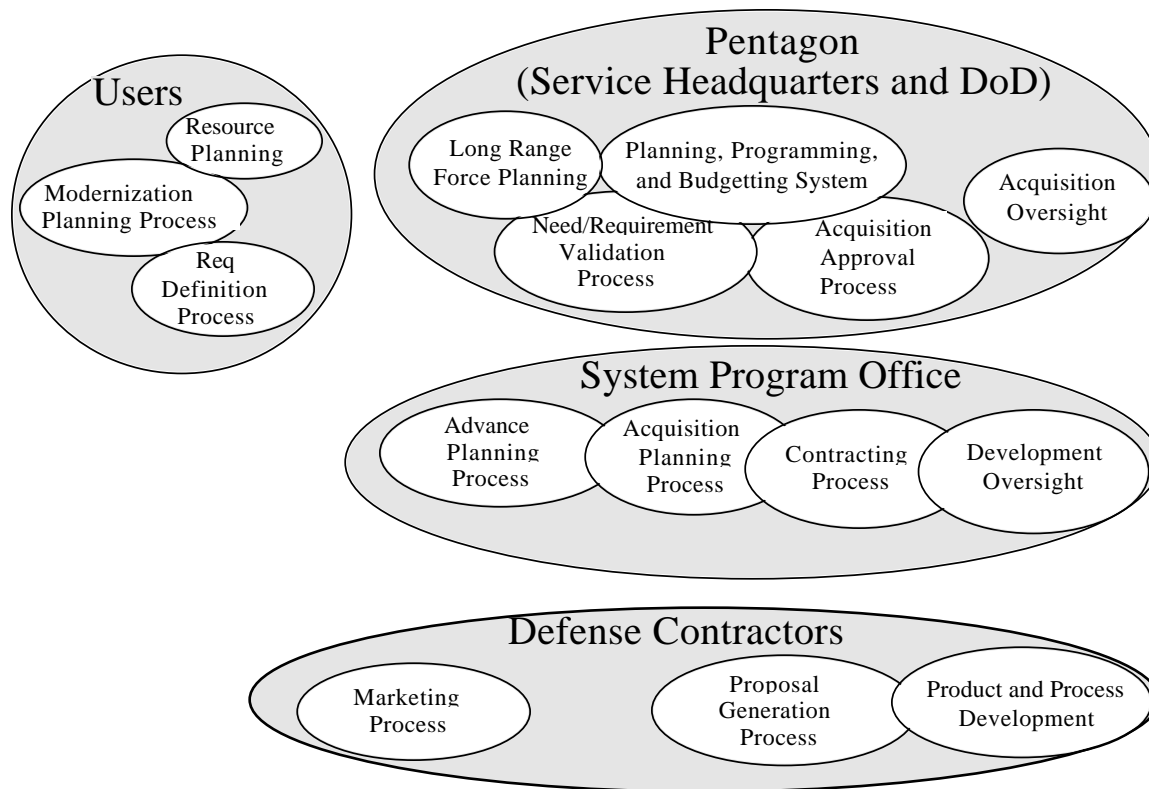 Users
Resource
Planning
Modernization
Planning Process
Req
Definition
Process
Pentagon
(Service Headquarters and DoD)
Long Range
Force Planning
Planning, Programming,
and Budgetting System
Need/Requirement
Validation
Process
Acquisition
Approval
Process
Acquisition
Oversight
System Program Office
Advance
Planning
Process
Acquisition
Planning
Process
Contracting
Process
Development
Oversight
Defense Contractors
Marketing
Process
Proposal
Generation
Process
Product and Process
Development